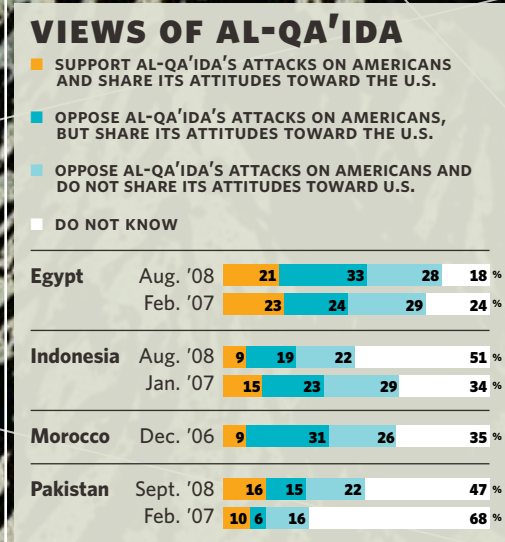 VIEWS OF AL-QA'IDA
SUPPORT AL-QA'IDA'S ATTACKS ON AMERICANS
AND SHARE ITS ATTITUDES TOWARD THE U.S.
OPPOSE AL-QA'IDA'S ATTACKS ON AMERICANS,
BUT SHARE ITS ATTITUDES TOWARD THE U.S.
OPPOSE AL-QA'IDA'S ATTACKS ON AMERICANS AND
DO NOT SHARE ITS ATTITUDES TOWARD U.S.
DO NOT KNOW
Egypt Aug. '08 21 33 28 18 %
Feb. '07 23 24 29 24 %
Indonesia Aug. '08 9 19 22 51 %
Jan. '07 15 23 29 34 %
Morocco Dec. '06 9 31 26 35 %
Pakistan Sept. '08 16 15 22 47 %
Feb. '07 10 6 16 68 %